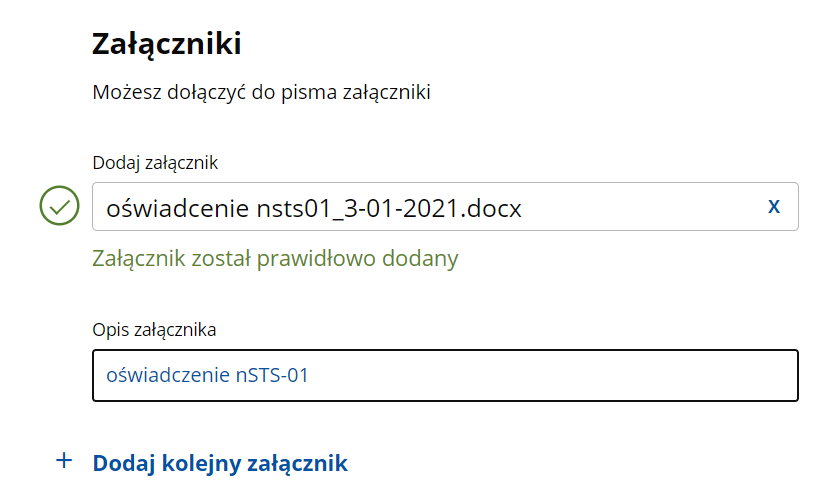 Załączniki
Możesz dołączyć do pisma załączniki
Dodaj załącznik
oświadcenie nsts01_3-01-2021.docx X
Załącznik został prawidłowo dodany
Opis załącznika
oświadczenie nSTS-01
+ Dodaj kolejny załącznik